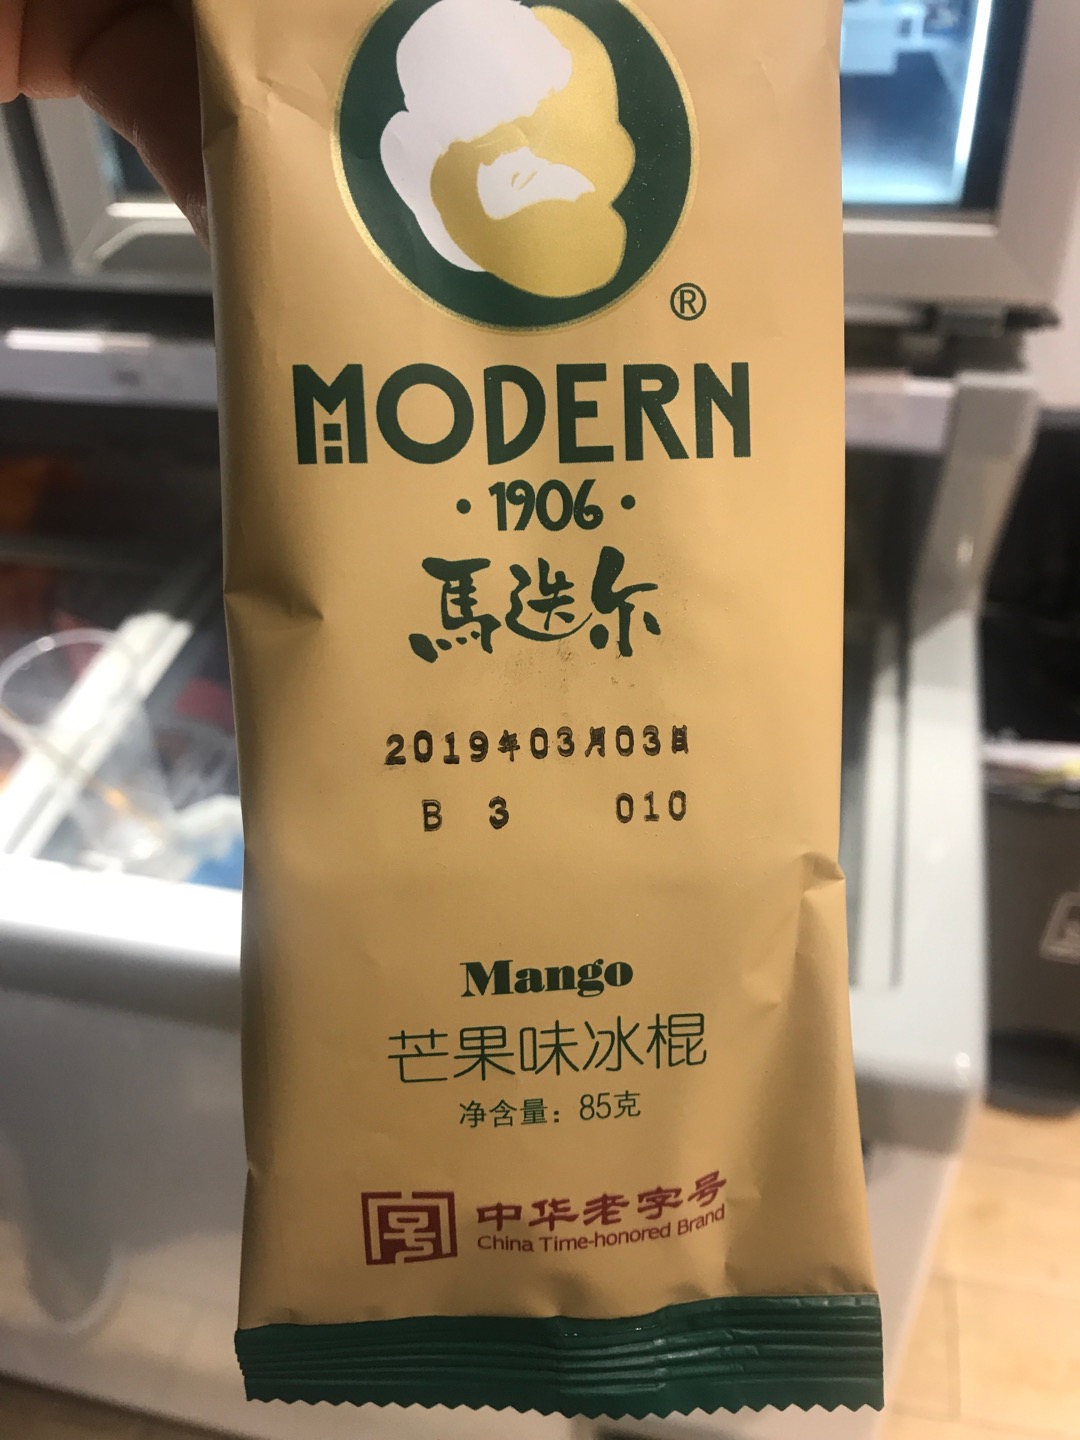 ®
MODERN
·1906·
馬迭尔
2019年03月03日
B 3 010
Mango
芒果味冰棍
净含量：85克
中华老字号
China Time-honored Brand